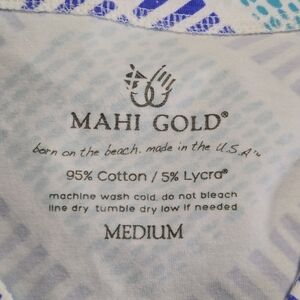 MAHI GOLD®
born on the beach. made in the U.S.A™
95% Cotton / 5% Lycra®
machine wash cold. do not bleach
line dry tumble dry low if needed
MEDIUM